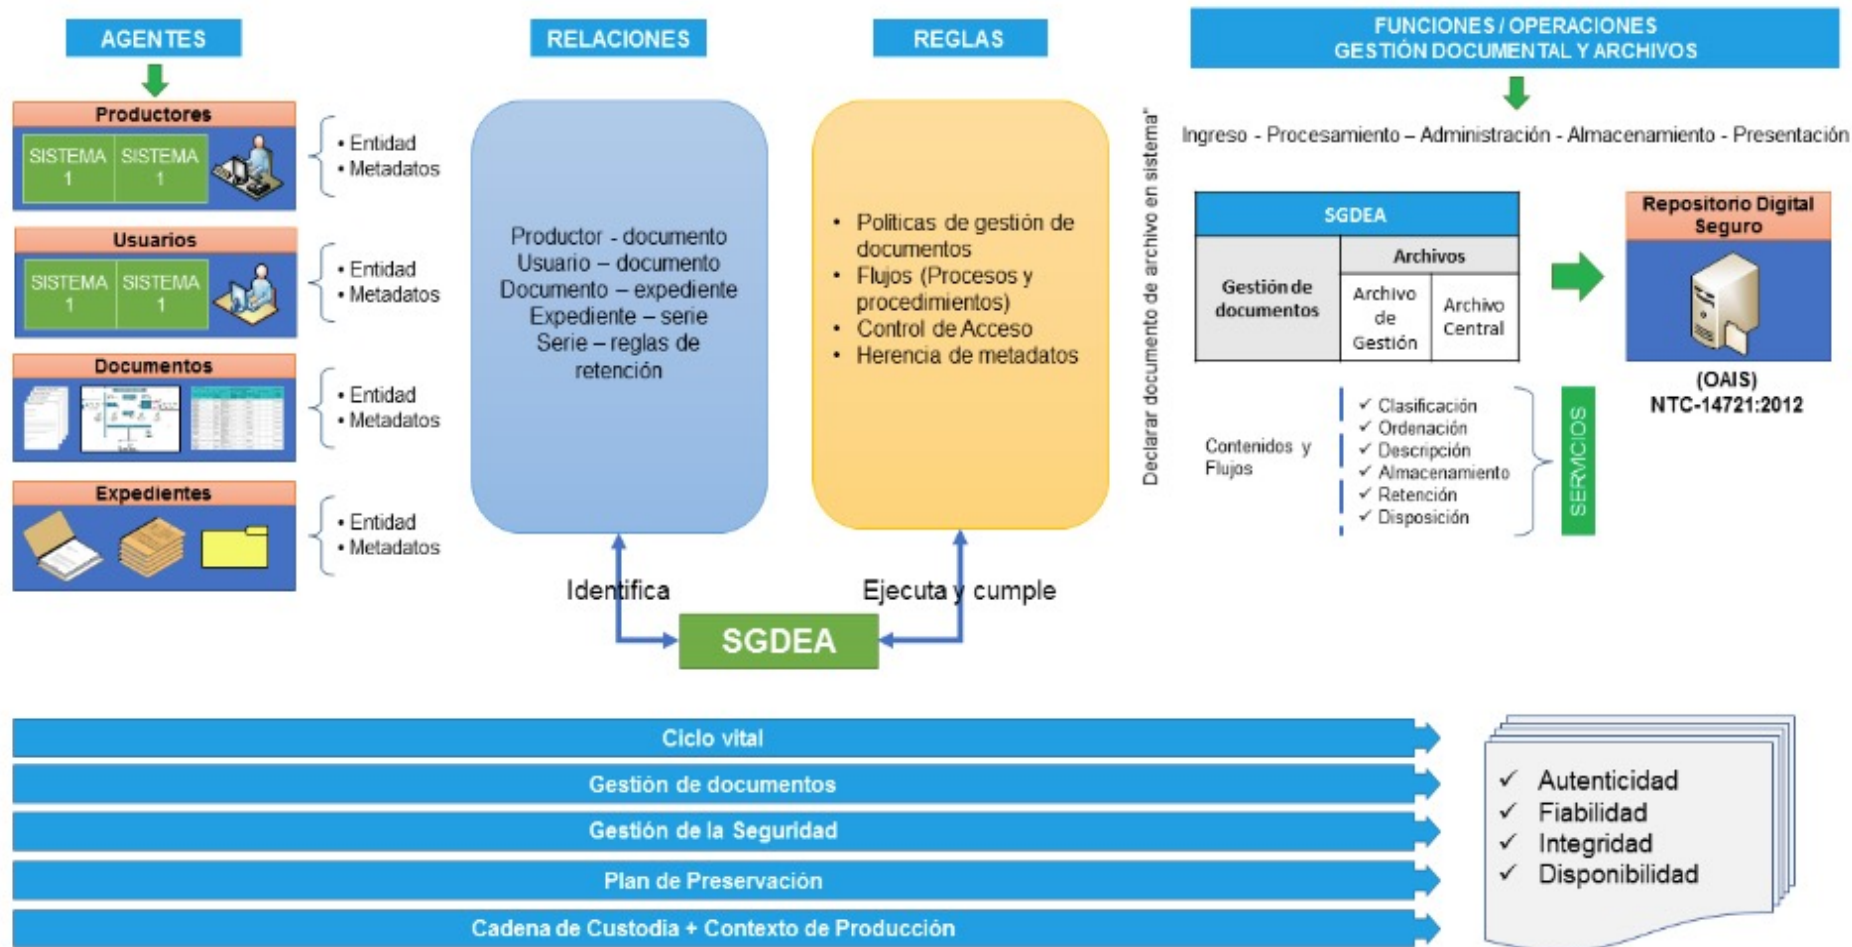 AGENTES
Productores
SISTEMA
1
SISTEMA
1
• Entidad
• Metadatos
Usuarios
SISTEMA
1
SISTEMA
1
• Entidad
• Metadatos
Documentos
• Entidad
• Metadatos
Expedientes
• Entidad
• Metadatos
RELACIONES
Productor - documento
Usuario – documento
Documento – expediente
Expediente – serie
Serie – reglas de
retención
REGLAS
• Políticas de gestión de
documentos
• Flujos (Procesos y
procedimientos)
• Control de Acceso
• Herencia de metadatos
Identifica
Ejecuta y cumple
SGDEA
Declarar documento de archivo en sistema"
FUNCIONES / OPERACIONES
GESTIÓN DOCUMENTAL Y ARCHIVOS
Ingreso - Procesamiento – Administración - Almacenamiento - Presentación
SGDEA
Gestión de
documentos
Archivos
Archivo
de
Gestión
Archivo
Central
Repositorio Digital
Seguro
(OAIS)
NTC-14721:2012
Contenidos y
Flujos
✓ Clasificación
✓ Ordenación
✓ Descripción
✓ Almacenamiento
✓ Retención
✓ Disposición
SERVICIOS
Ciclo vital
Gestión de documentos
Gestión de la Seguridad
Plan de Preservación
Cadena de Custodia + Contexto de Producción
✓ Autenticidad
✓ Fiabilidad
✓ Integridad
✓ Disponibilidad